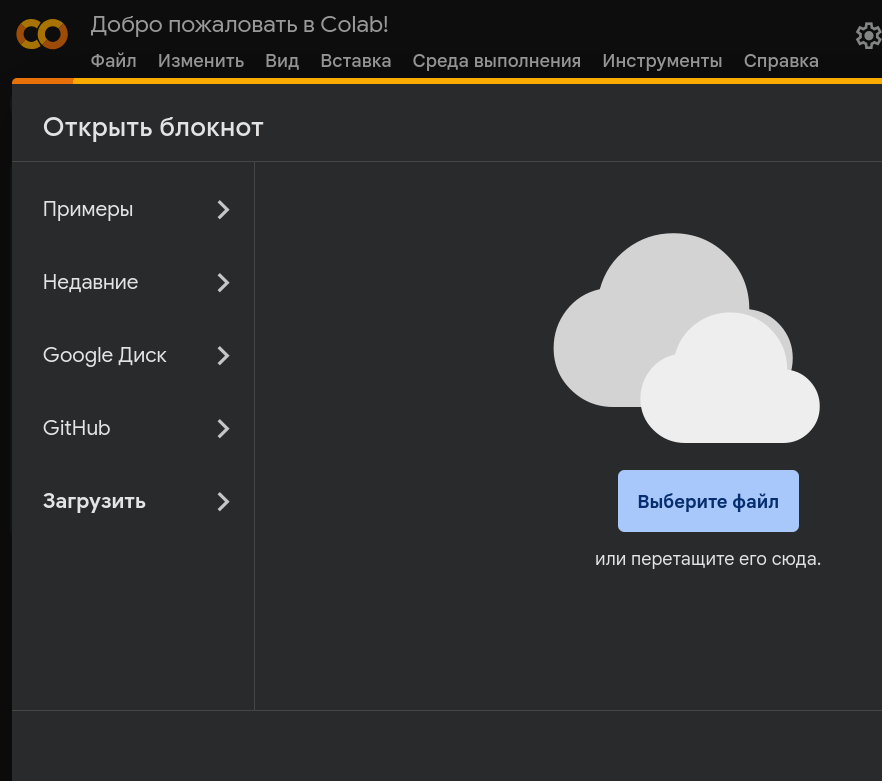 Добро пожаловать в Colab!
Файл Изменить Вид Вставка Среда выполнения Инструменты Справка
Открыть блокнот
Примеры
Недавние
Google Диск
GitHub
Загрузить
Выберите файл
или перетащите его сюда.